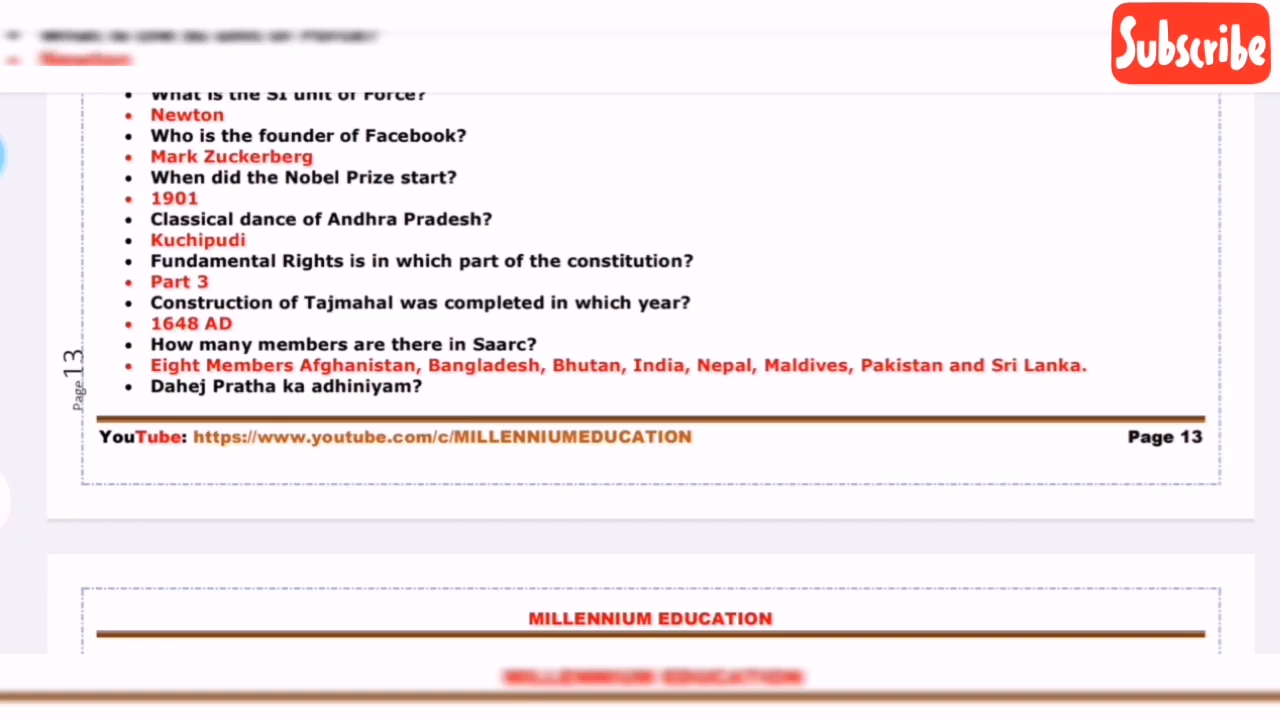 Subscribe
Newton
What is the SI unit of Force?
Newton
Who is the founder of Facebook?
Mark Zuckerberg
When did the Nobel Prize start?
1901
Classical dance of Andhra Pradesh?
Kuchipudi
Fundamental Rights is in which part of the constitution?
Part 3
Construction of Tajmahal was completed in which year?
1648 AD
How many members are there in Saarc?
Eight Members Afghanistan, Bangladesh, Bhutan, India, Nepal, Maldives, Pakistan and Sri Lanka.
Dahej Pratha ka adhiniyam?
Page 13
YouTube: https://www.youtube.com/c/MILLENNIUMEDUCATION Page 13
MILLENNIUM EDUCATION
MILLENNIUM EDUCATION